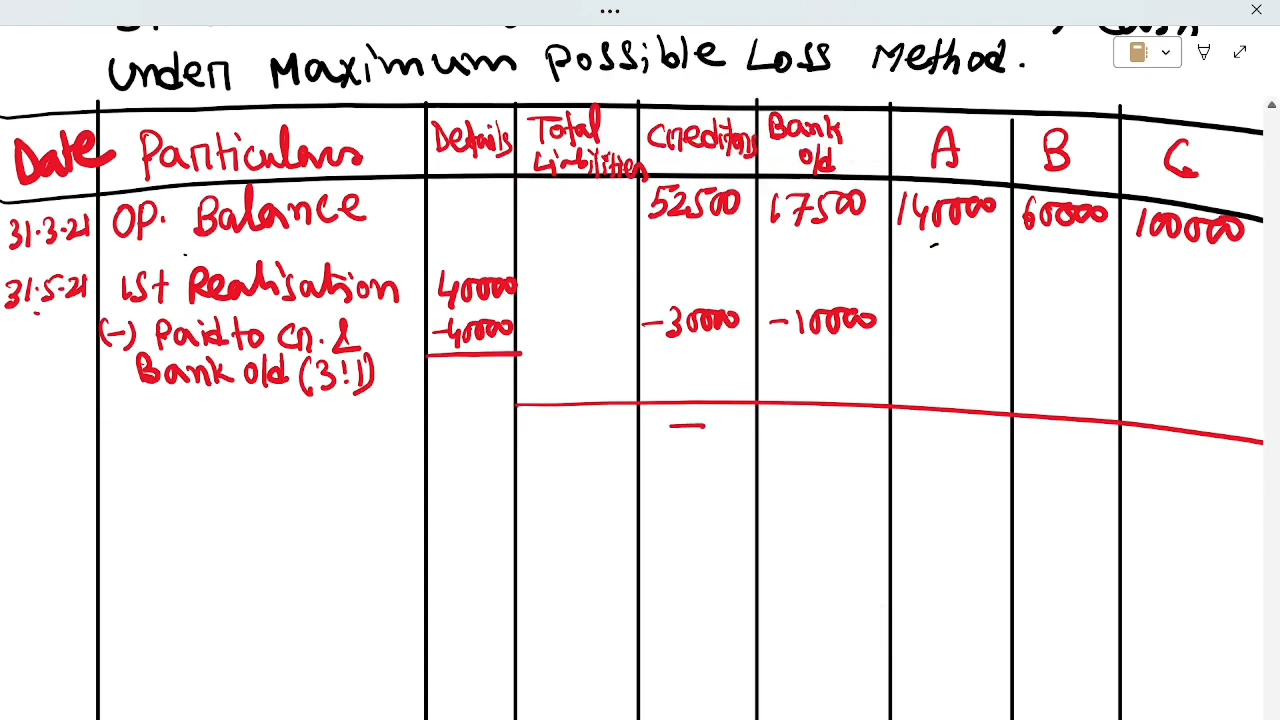 under Maximum Possible Loss Method.
Date Particulars Details Total Liabilities Creditors Bank o/d A B C
31.3.21 OP. Balance 52500 17500 140000 60000 100000
31.5.21 1st Realisation 40000
(-) Paid to cr. & -40000 -30000 -10000
Bank o/d (3:1)